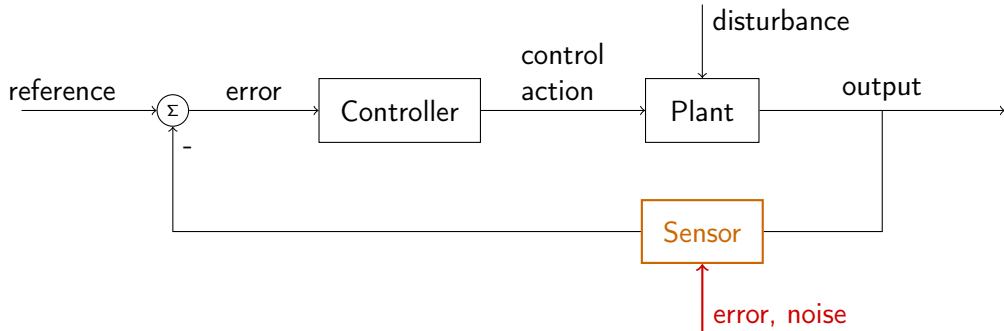 disturbance
control
reference
error
action
output
Σ
Controller
Plant
-
Sensor
error, noise